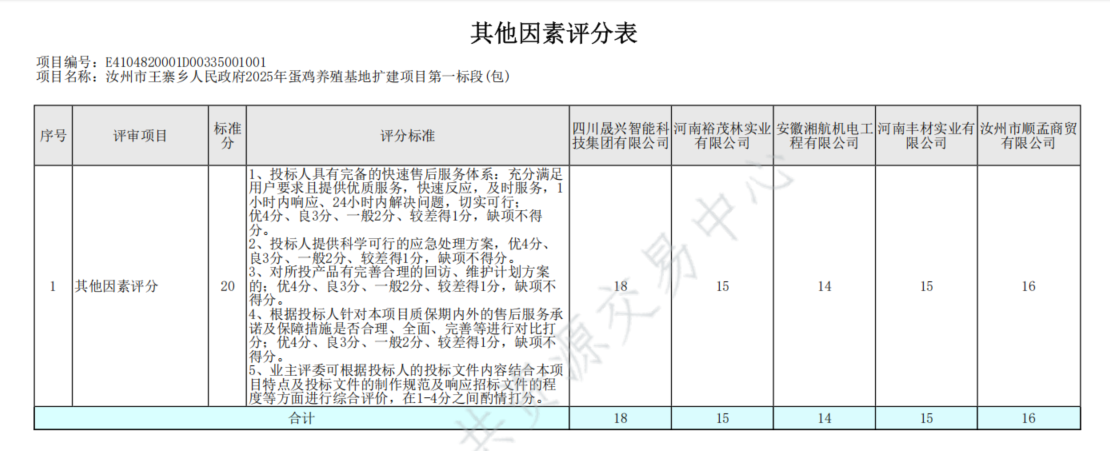 其他因素评分表
项目编号：E4104820001D00335001001
项目名称：汝州市王寨乡人民政府2025年蛋鸡养殖基地扩建项目第一标段(包)
序号 评审项目 标准分 评分标准 四川晟兴智能科技集团有限公司 河南裕茂林实业有限公司 安徽湘航机电工程有限公司 河南丰材实业有限公司 汝州市顺孟商贸有限公司
1、投标人具有完备的快速售后服务体系：充分满足
用户要求且提供优质服务，快速反应，及时服务，1
小时内响应、24小时内解决问题，切实可行；
优4分、良3分、一般2分、较差得1分，缺项不得
分。
2、投标人提供科学可行的应急处理方案，优4分、
良3分、一般2分、较差得1分，缺项不得分。
3、对所投产品有完善合理的回访、维护计划方案
1 其他因素评分 20 的；优4分、良3分、一般2分、较差得1分，缺项不 18 15 14 15 16
得分。
4、根据投标人针对本项目质保期内外的售后服务承
诺及保障措施是否合理、全面、完善等进行对比打
分；优4分、良3分、一般2分、较差得1分，缺项不
得分。
5、业主评委可根据投标人的投标文件内容结合本项
目特点及投标文件的制作规范及响应招标文件的程
度等方面进行综合评价，在1-4分之间酌情打分。
合计 18 15 14 15 16
共资源交易中心